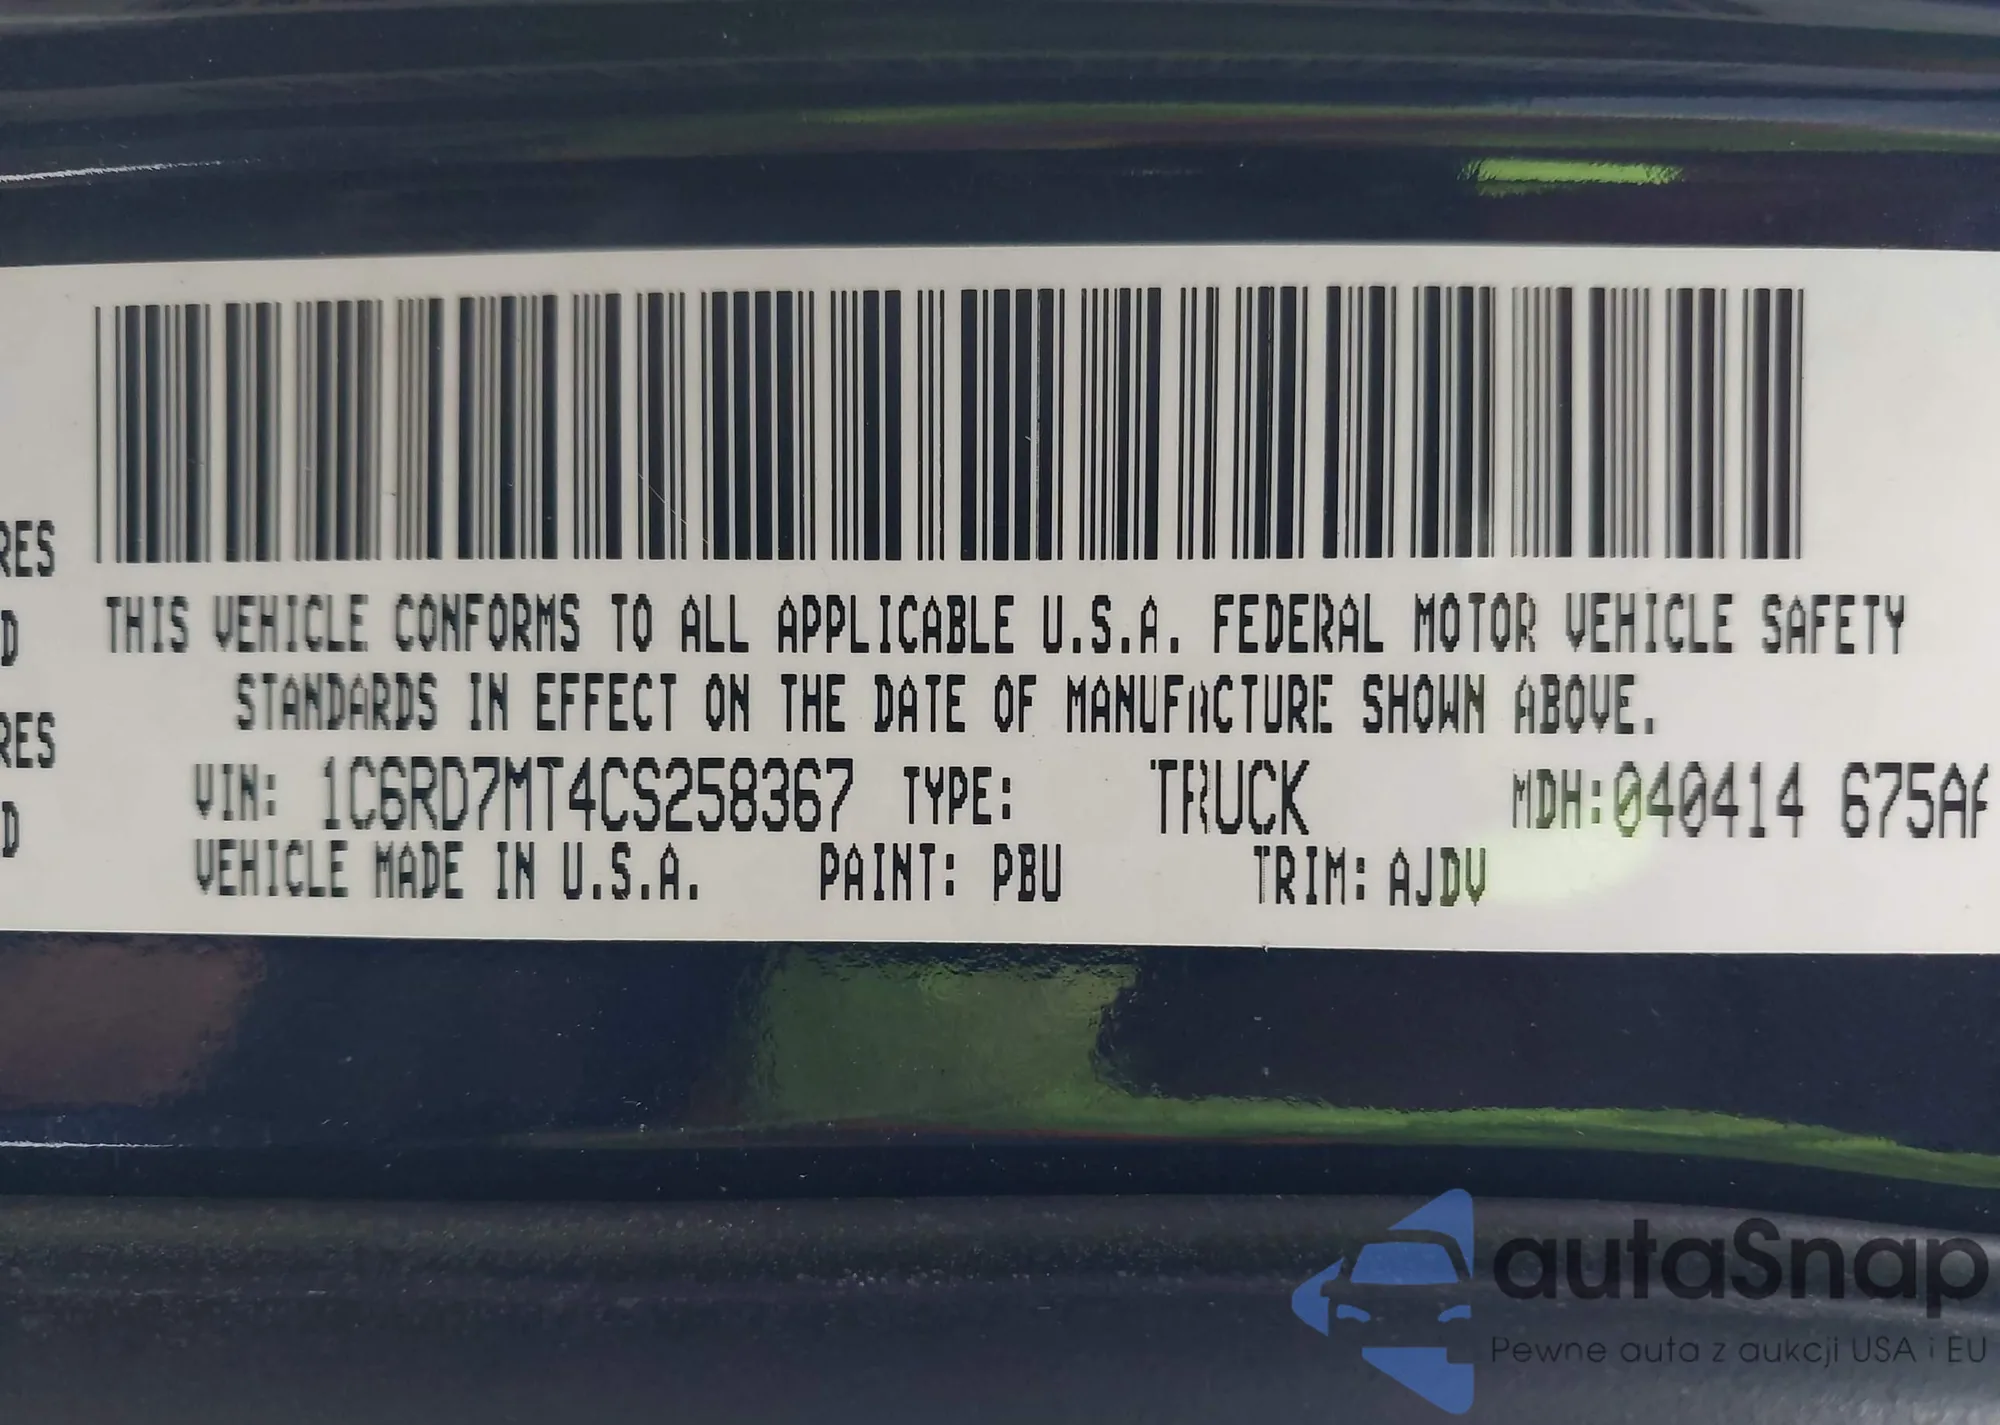 RES
D
RES
D
THIS VEHICLE CONFORMS TO ALL APPLICABLE U.S.A. FEDERAL MOTOR VEHICLE SAFETY
STANDARDS IN EFFECT ON THE DATE OF MANUFACTURE SHOWN ABOVE.
VIN: 1C6RD7MT4CS258367 TYPE: TRUCK MDH:040414 675AA
VEHICLE MADE IN U.S.A. PAINT: PBU TRIM: AJDV
autoSnap
Pewne auta z aukcji USA i EU